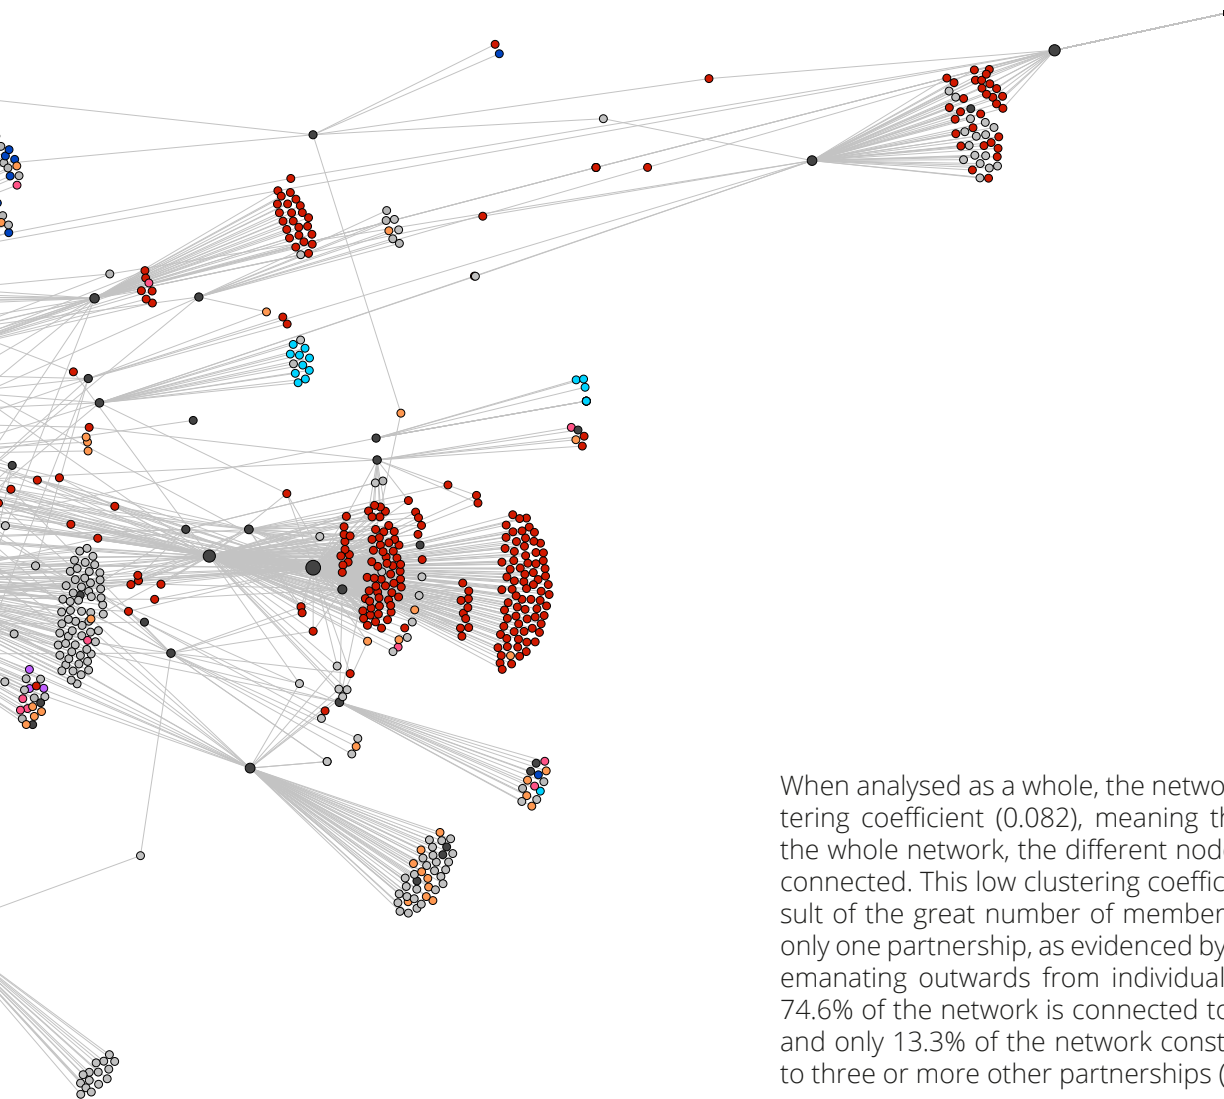 When analysed as a whole, the netwo
tering coefficient (0.082), meaning th
the whole network, the different nod
connected. This low clustering coeffic
sult of the great number of member
only one partnership, as evidenced by
emanating outwards from individual
74.6% of the network is connected to
and only 13.3% of the network const
to three or more other partnerships (